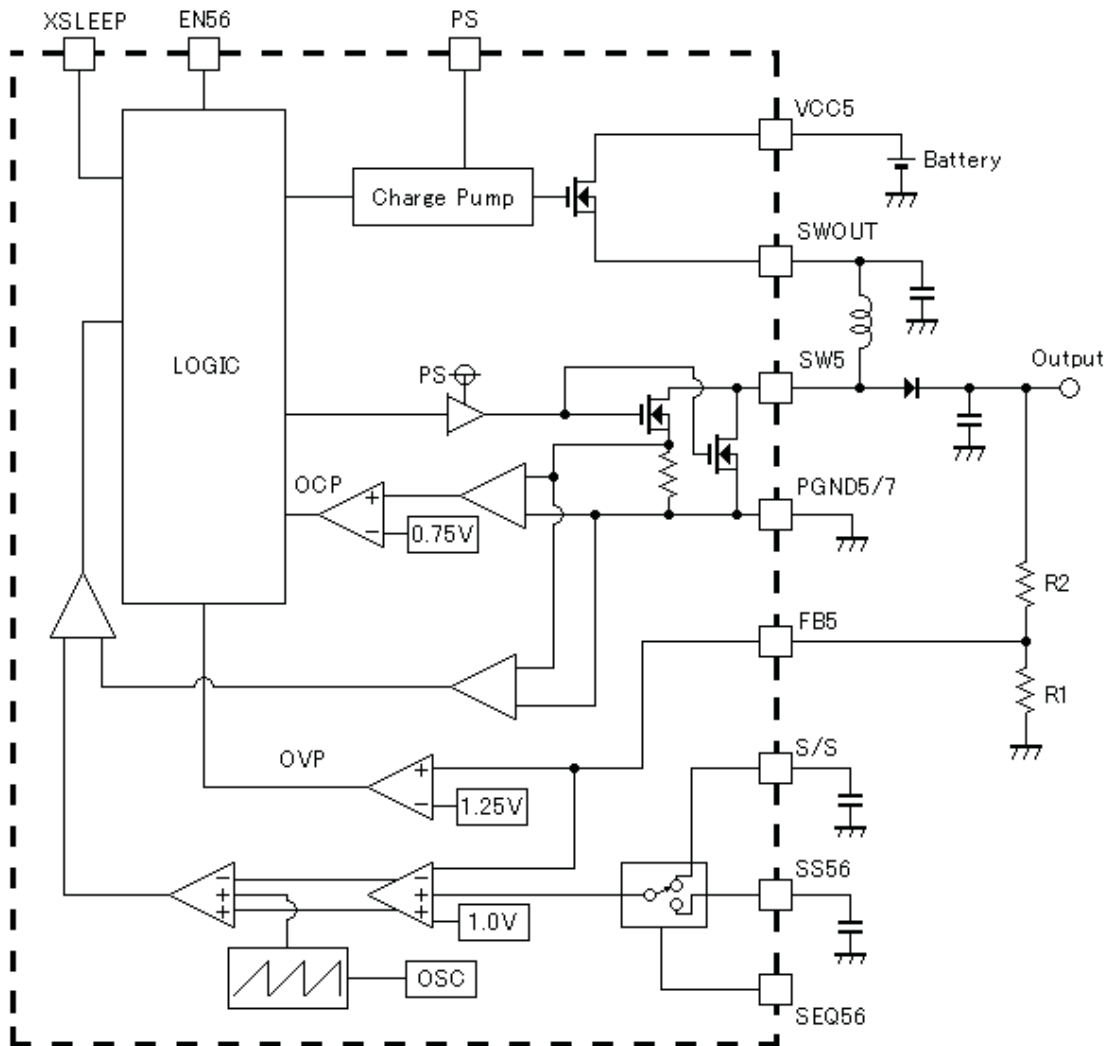 XSLEEP EN56 PS
VCC5
Battery
Charge Pump
SWOUT
LOGIC
PS
SW5
Output
OCP
+
−
0.75V
PGND5/7
R2
FB5
R1
OVP
+
−
1.25V
S/S
−
+
+
−
+
+
1.0V
SS56
OSC
SEQ56